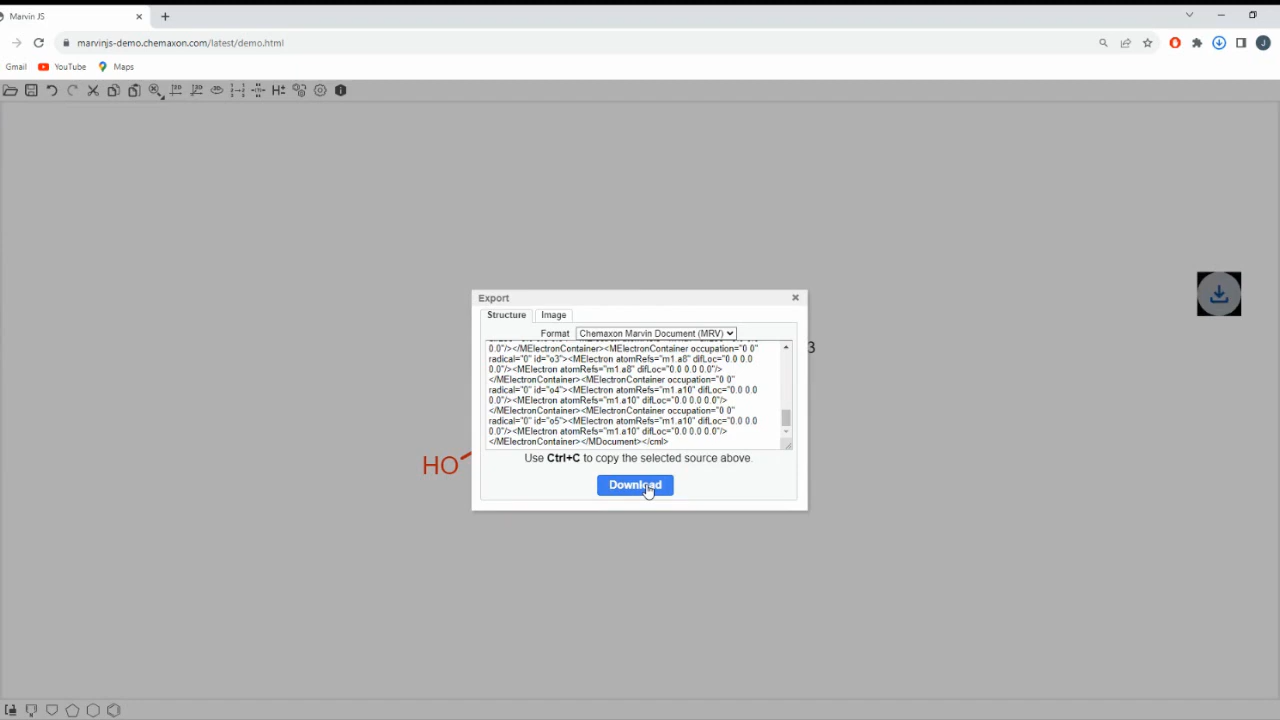 Marvin JS
marvinjs-demo.chemaxon.com/latest/demo.html
J
Gmail YouTube Maps
H±
Export
Structure Image
Format Chemaxon Marvin Document (MRV)
0.0"/></MElectronContainer><MElectronContainer occupation="0 0"
radical="0" id="o3"><MElectron atomRefs="m1.a8" difLoc="0.0 0.0
0.0"/><MElectron atomRefs="m1.a8" difLoc="0.0 0.0 0.0"/>
</MElectronContainer><MElectronContainer occupation="0 0"
radical="0" id="o4"><MElectron atomRefs="m1.a10" difLoc="0.0 0.0
0.0"/><MElectron atomRefs="m1.a10" difLoc="0.0 0.0 0.0"/>
</MElectronContainer><MElectronContainer occupation="0 0"
radical="0" id="o5"><MElectron atomRefs="m1.a10" difLoc="0.0 0.0
0.0"/><MElectron atomRefs="m1.a10" difLoc="0.0 0.0 0.0"/>
</MElectronContainer></MDocument></cml>
3
Use Ctrl+C to copy the selected source above.
HO
Download